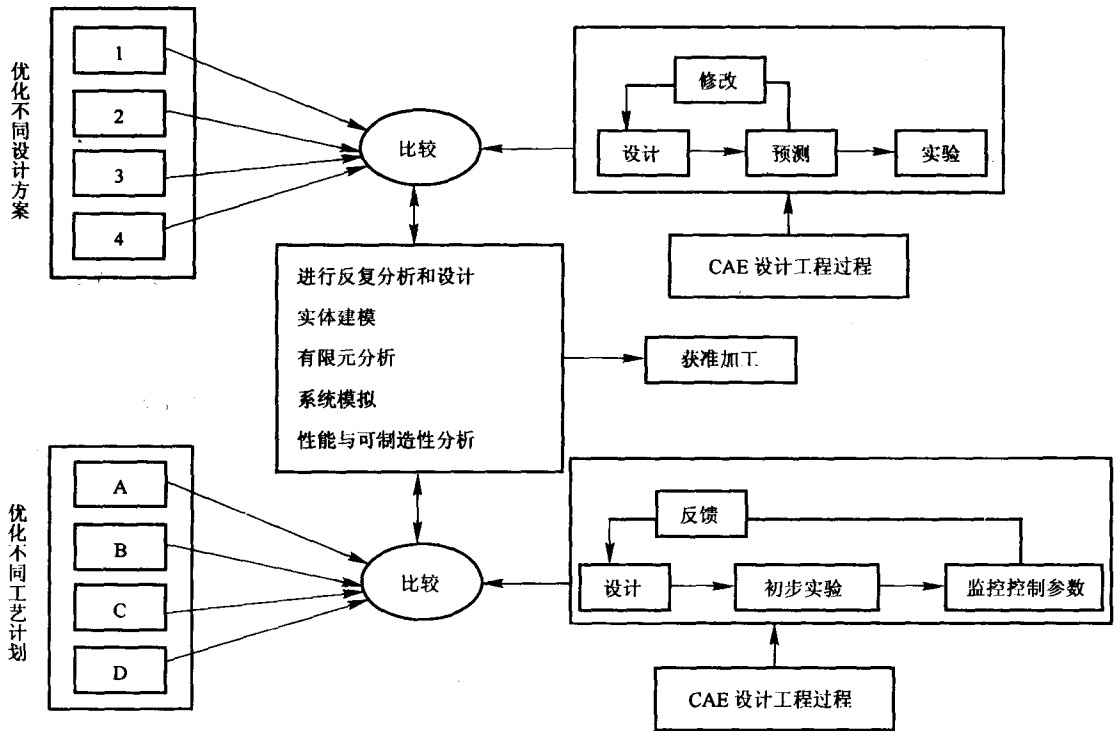 优化不同设计方案
1
2
3
4
比较
修改
设计
预测
实验
CAE 设计工程过程
进行反复分析和设计
实体建模
有限元分析
系统模拟
性能与可制造性分析
获准加工
优化不同工艺计划
A
B
C
D
比较
反馈
设计
初步实验
监控控制参数
CAE 设计工程过程